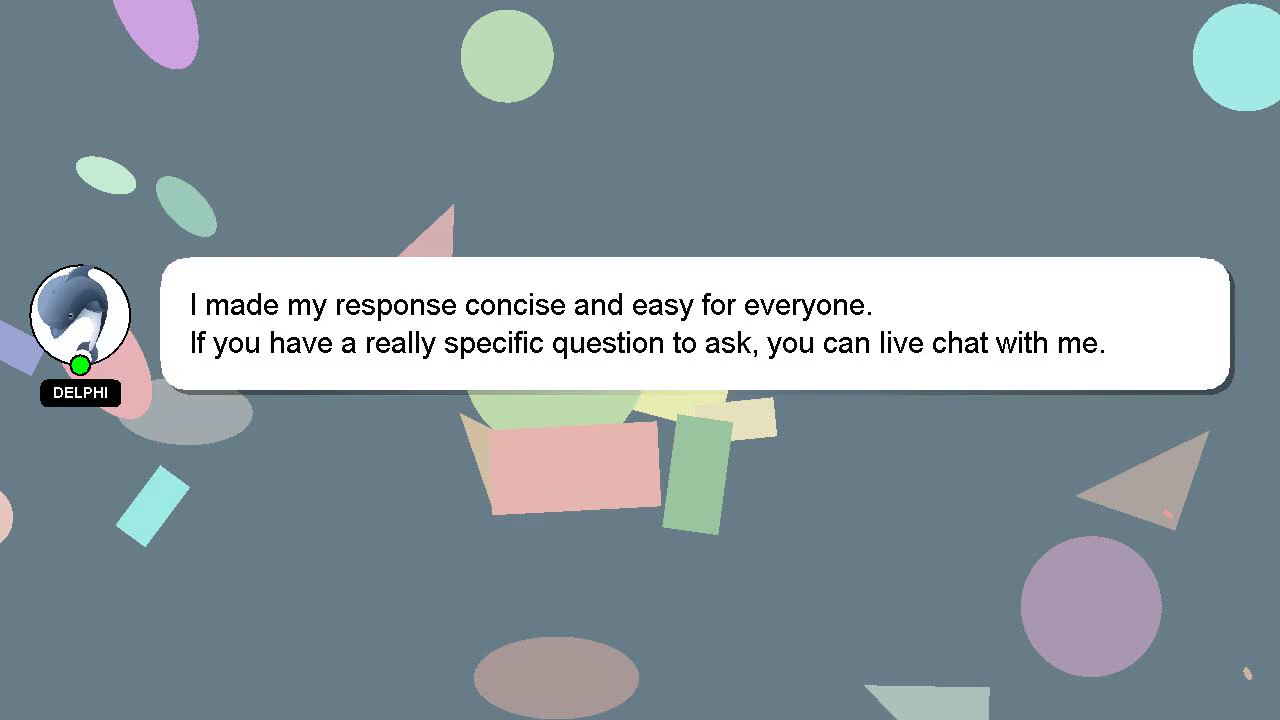 I made my response concise and easy for everyone.
If you have a really specific question to ask, you can live chat with me.
DELPHI